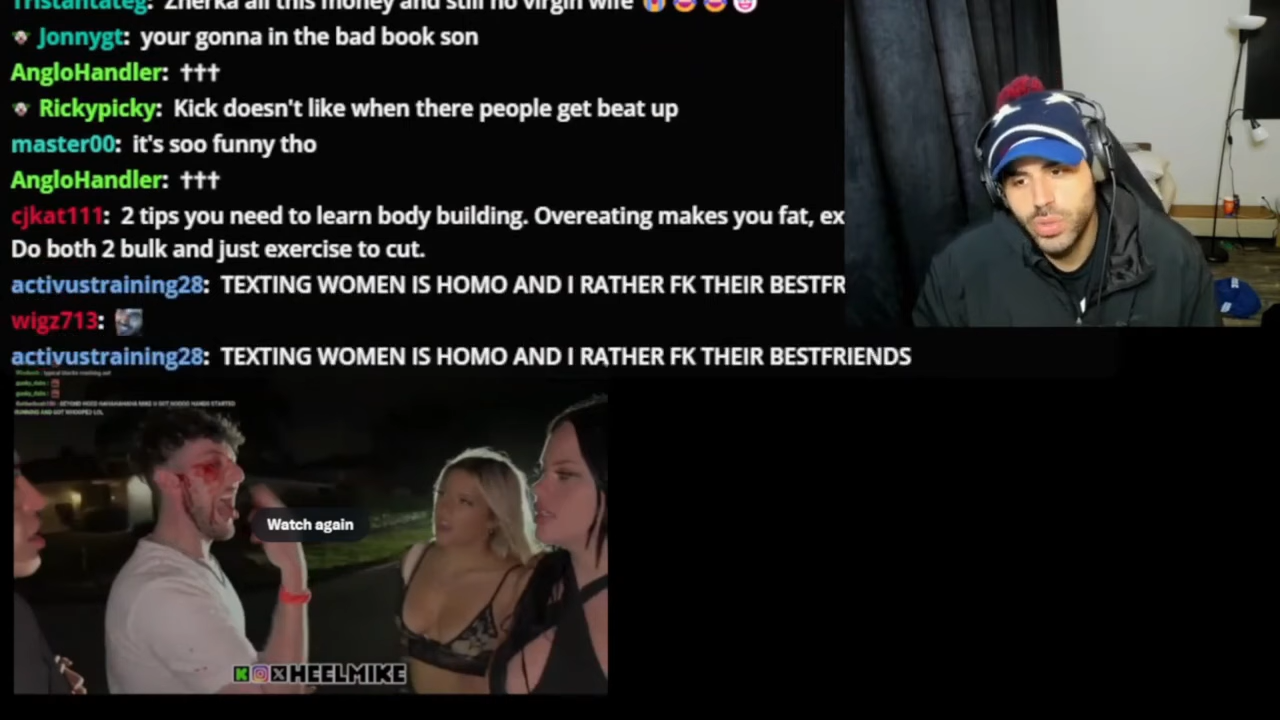 Tristantateg: Zherka all this money and still no virgin wife
Jonnygt: your gonna in the bad book son
AngloHandler: ✝✝✝
Rickypicky: Kick doesn't like when there people get beat up
master00: it's soo funny tho
AngloHandler: ✝✝✝
cjkat111: 2 tips you need to learn body building. Overeating makes you fat, ex
Do both 2 bulk and just exercise to cut.
activustraining28: TEXTING WOMEN IS HOMO AND I RATHER FK THEIR BESTFR
wigz713:
activustraining28: TEXTING WOMEN IS HOMO AND I RATHER FK THEIR BESTFRIENDS
Watch again
HEELMIKE